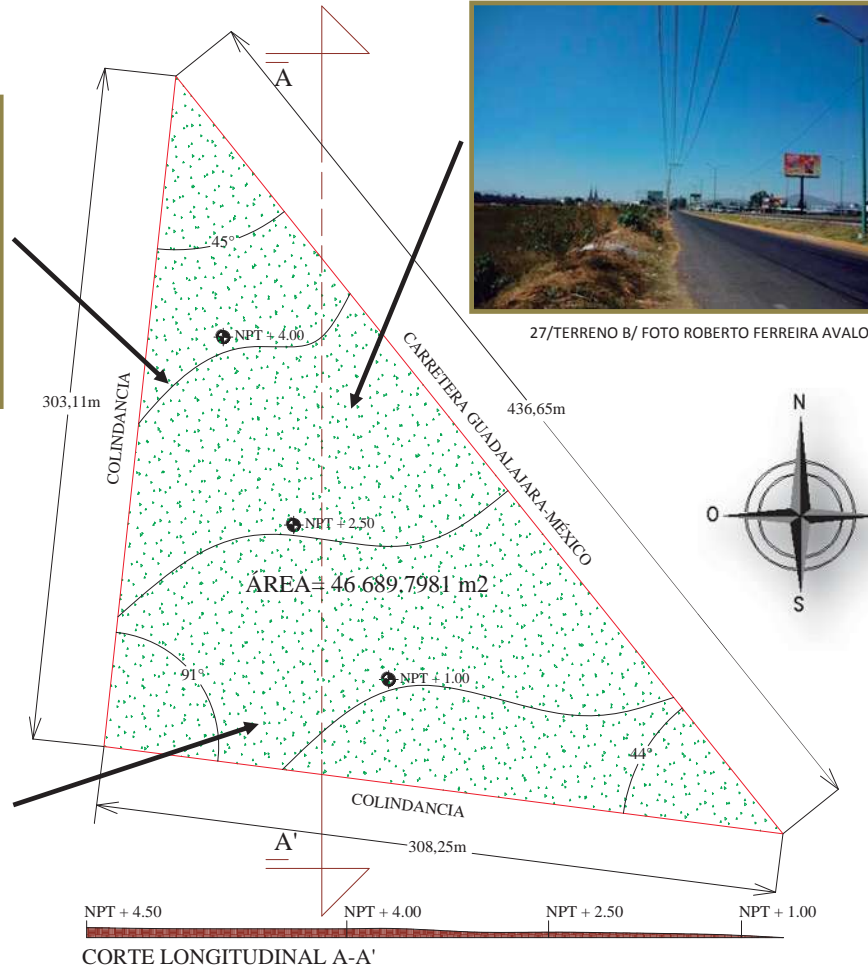 A
27/TERRENO B/ FOTO ROBERTO FERREIRA AVALO
45°
NPT + 4.00
303,11m
COLINDANCIA
CARRETERA GUADALAJARA-MÉXICO
436,65m
N
O
S
NPT + 2.50
ÁREA= 46 689.7981 m2
91°
NPT + 1.00
44°
COLINDANCIA
308,25m
A'
NPT + 4.50
NPT + 4.00
NPT + 2.50
NPT + 1.00
CORTE LONGITUDINAL A-A'